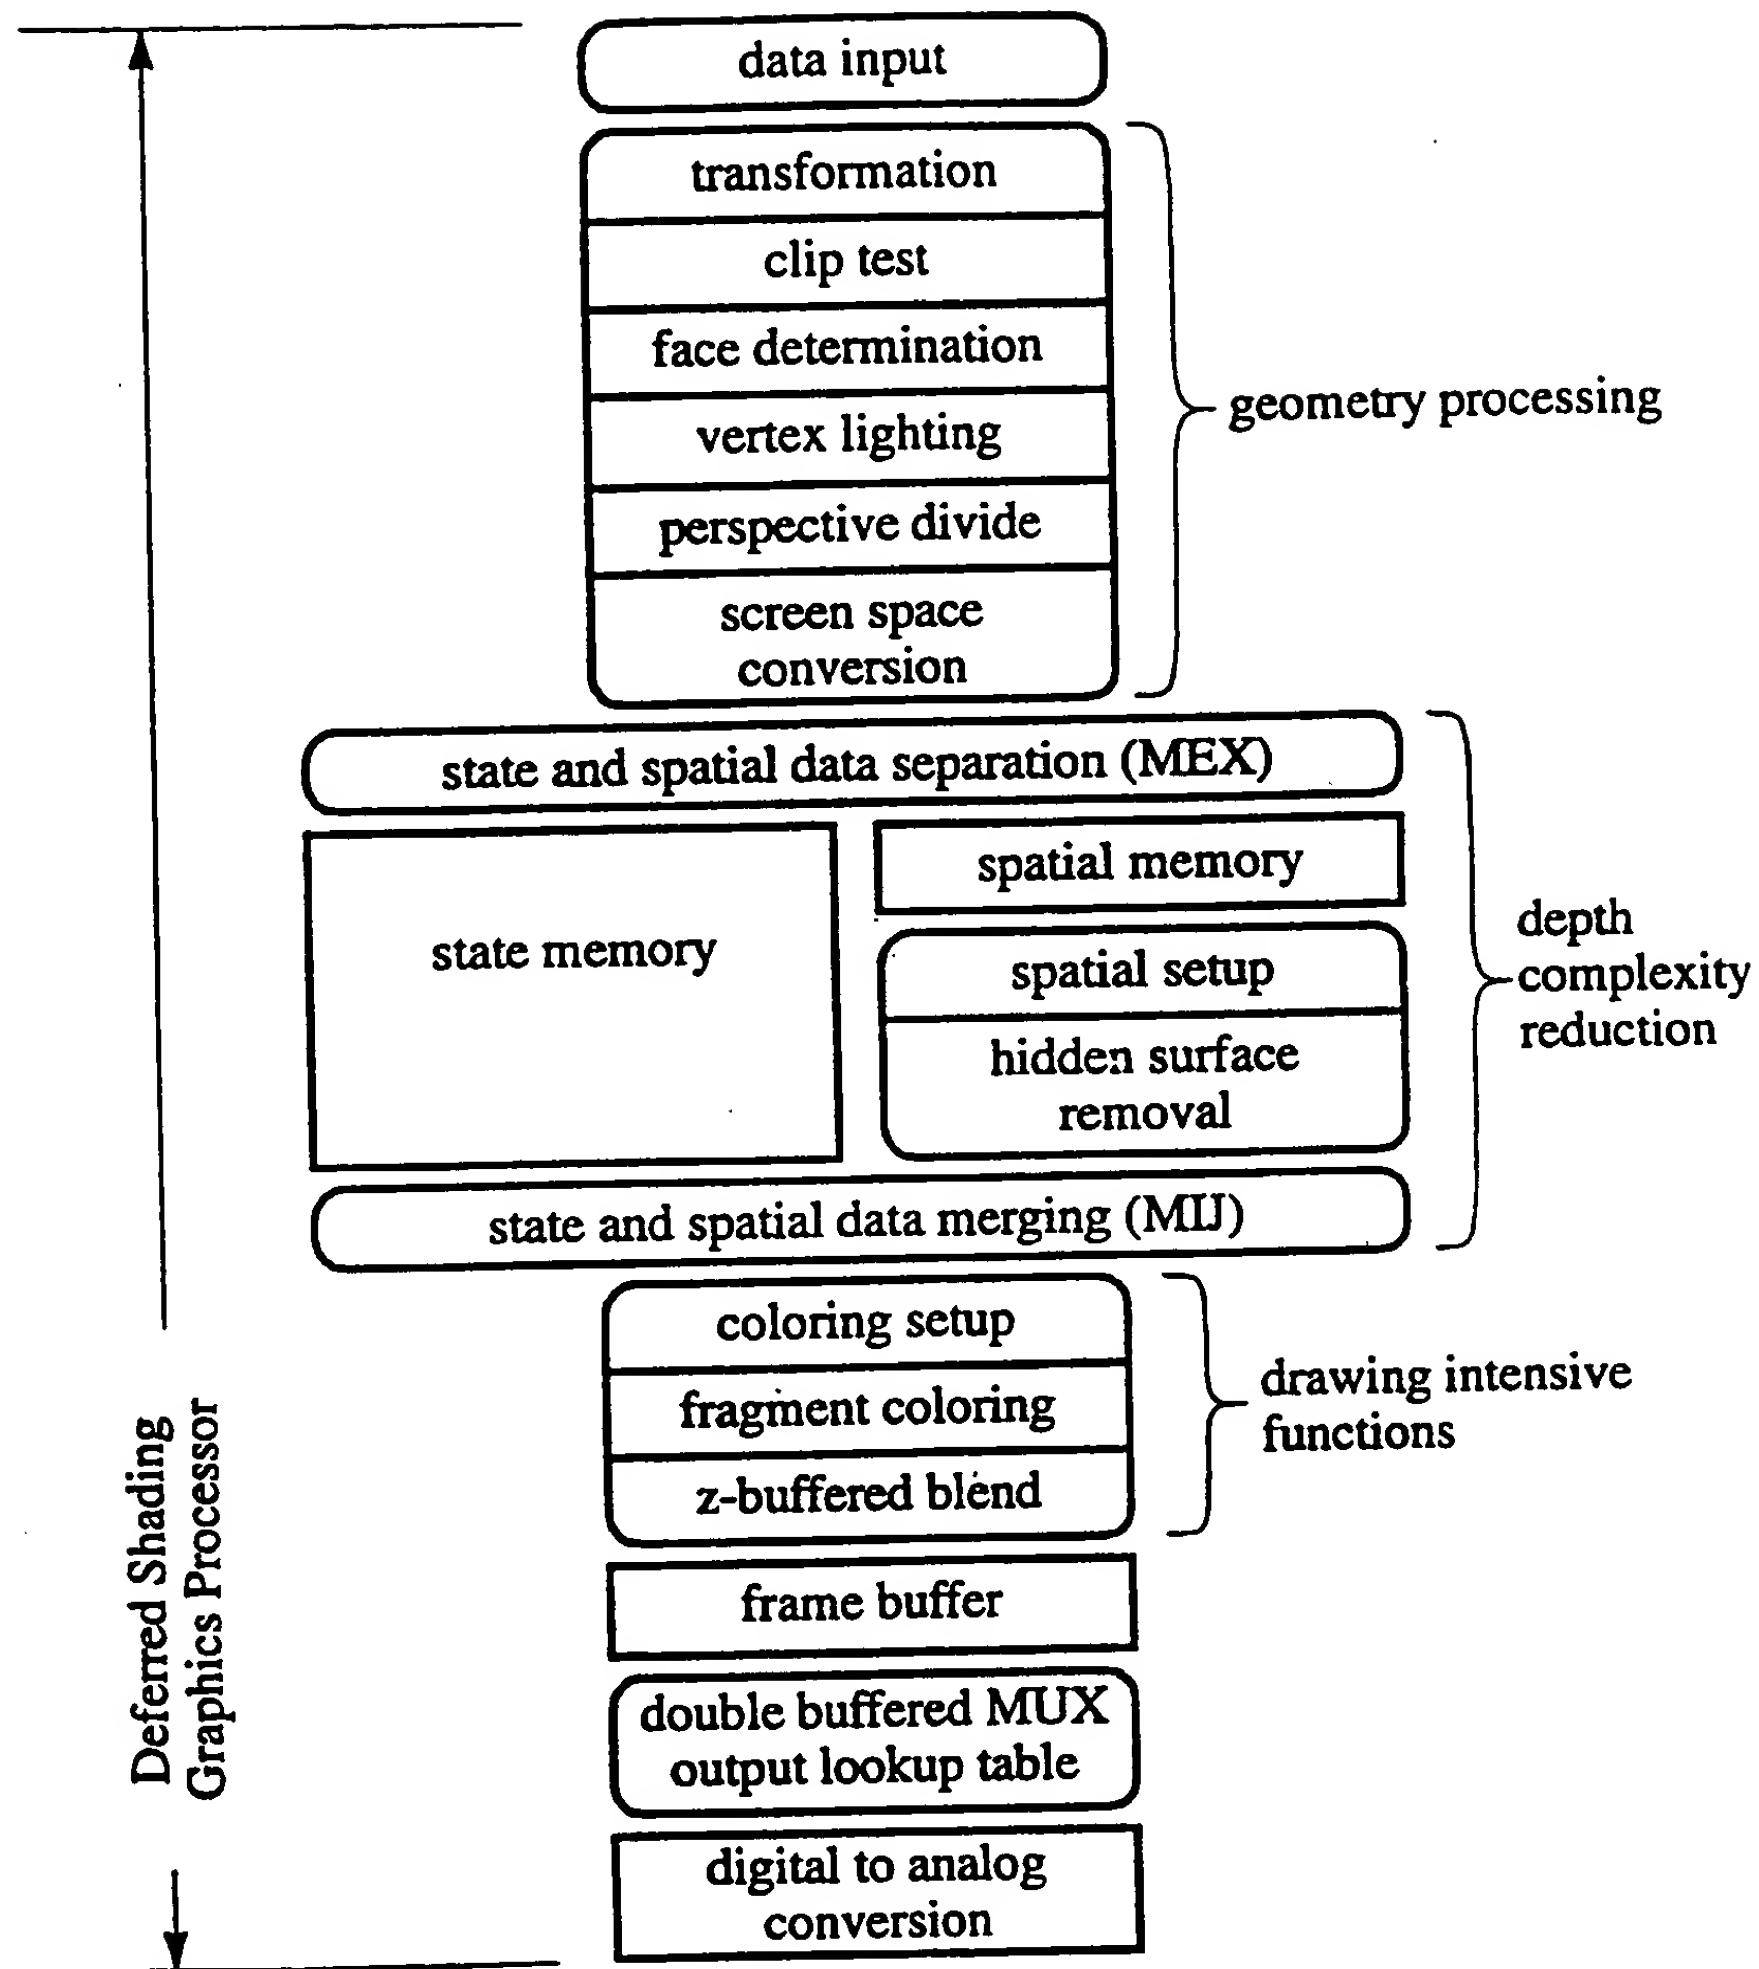 data input
transformation
clip test
face determination
vertex lighting
perspective divide
screen space
conversion
geometry processing
state and spatial data separation (MEX)
state memory
spatial memory
spatial setup
hidden surface
removal
depth
complexity
reduction
state and spatial data merging (MIJ)
coloring setup
fragment coloring
z-buffered blend
drawing intensive
functions
frame buffer
double buffered MUX
output lookup table
digital to analog
conversion
Deferred Shading
Graphics Processor